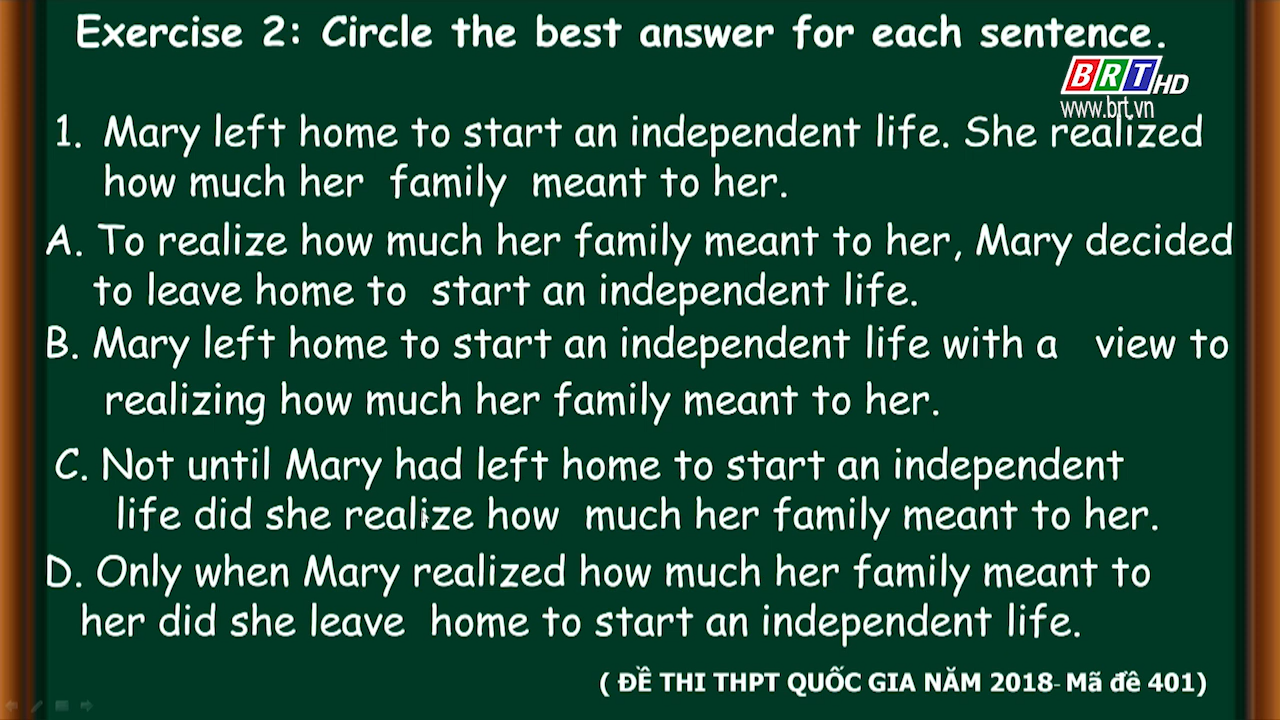 Exercise 2: Circle the best answer for each sentence.
BRT HD
www.brt.vn
1. Mary left home to start an independent life. She realized
how much her family meant to her.
A. To realize how much her family meant to her, Mary decided
to leave home to start an independent life.
B. Mary left home to start an independent life with a view to
realizing how much her family meant to her.
C. Not until Mary had left home to start an independent
life did she realize how much her family meant to her.
D. Only when Mary realized how much her family meant to
her did she leave home to start an independent life.
( ĐỀ THI THPT QUỐC GIA NĂM 2018- Mã đề 401)